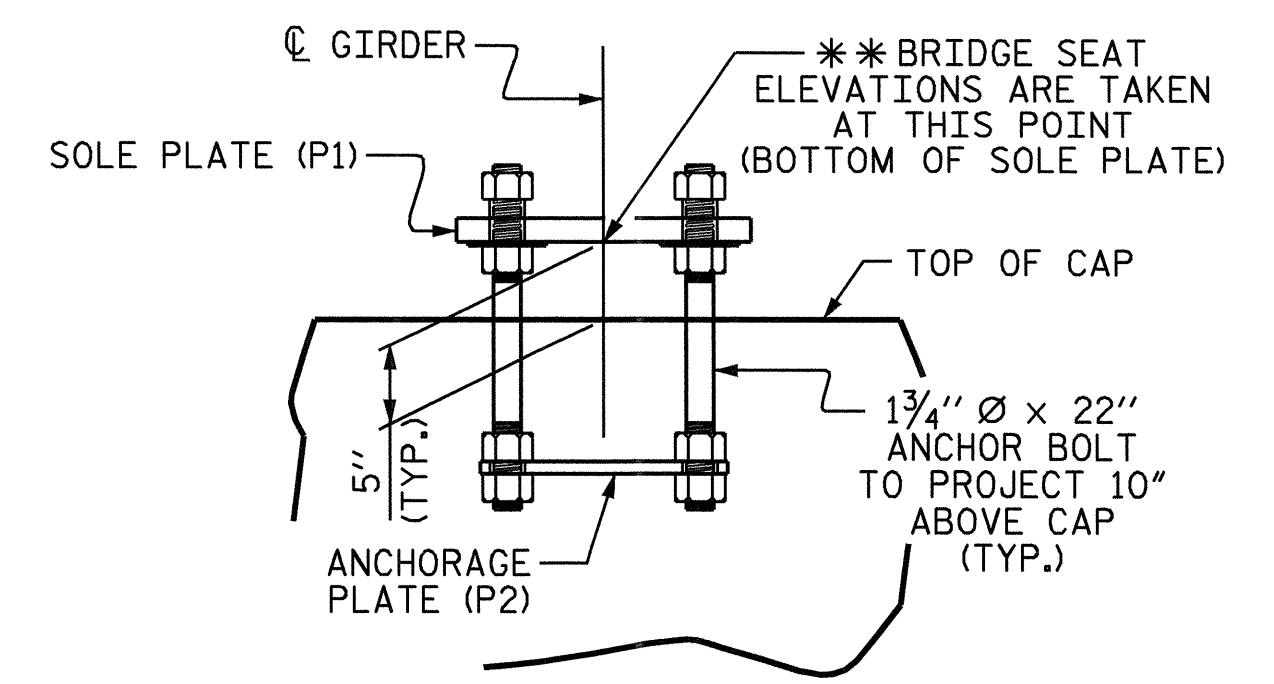 ℄ GIRDER
**BRIDGE SEAT
ELEVATIONS ARE TAKEN
AT THIS POINT
(BOTTOM OF SOLE PLATE)
SOLE PLATE (P1)
TOP OF CAP
1¾" Ø x 22"
ANCHOR BOLT
TO PROJECT 10"
ABOVE CAP
(TYP.)
5"
(TYP.)
ANCHORAGE
PLATE (P2)